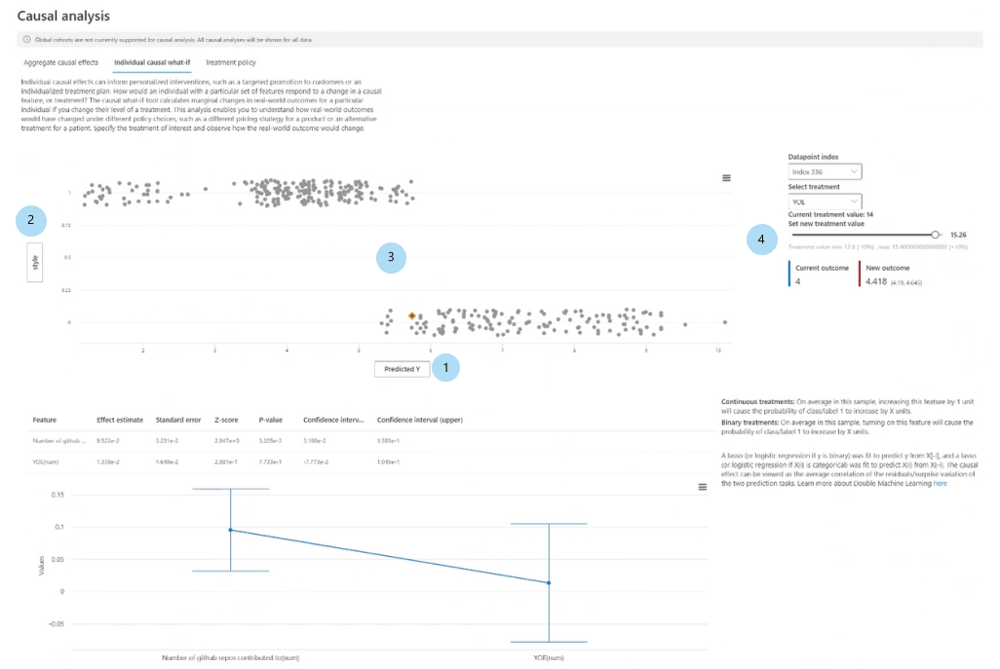 Causal analysis
Global cohorts are not currently supported for causal analysis. All causal analyses will be shown for all data.
Aggregate causal effects Individual causal what-if Treatment policy
Individual causal effects can inform personalized interventions, such as a targeted promotion to customers or an
individualized treatment plan. How would an individual with a particular set of features respond to a change in a causal
feature, or treatment? The causal what-if tool calculates marginal changes in real-world outcomes for a particular
individual if you change their level of a treatment. This analysis enables you to understand how real-world outcomes
would have changed under different policy choices, such as a different pricing strategy for a product or an alternative
treatment for a patient. Specify the treatment of interest and observe how the real-world outcome would change.
Datapoint index
Index 336
Select treatment
YOE
Current treatment value: 14
Set new treatment value
15.26
Treatment value min: 12.6 (-10%) , max: 15.400000000000000 (+10%)
Current outcome New outcome
4 4.418 (4.19, 4.645)
4
2
style
3
1
0.75
0.5
0.25
0
2 3 4 5 6 7 8 9 10
Predicted Y
1
Continuous treatments: On average in this sample, increasing this feature by 1 unit
will cause the probability of class/label 1 to increase by X units.
Binary treatments: On average in this sample, turning on this feature will cause the
probability of class/label 1 to increase by X units.
A lasso (or logistic regression if y is binary) was fit to predict y from X[-i], and a lasso
(or logistic regression if X[i] is categorical) was fit to predict X[i] from X[-i]. The causal
effect can be viewed as the average correlation of the residuals/surprise variation of
the two prediction tasks. Learn more about Double Machine Learning here
Feature Effect estimate Standard error Z-score P-value Confidence interv... Confidence interval (upper)
Number of github ... 9.522e-2 3.231e-2 2.947e+0 3.205e-3 3.190e-2 1.585e-1
YOE(num) 1.339e-2 4.649e-2 2.881e-1 7.733e-1 -7.773e-2 1.045e-1
0.15
0.1
0.05
0
−0.05
Values
Number of github repos contributed to(num) YOE(num)